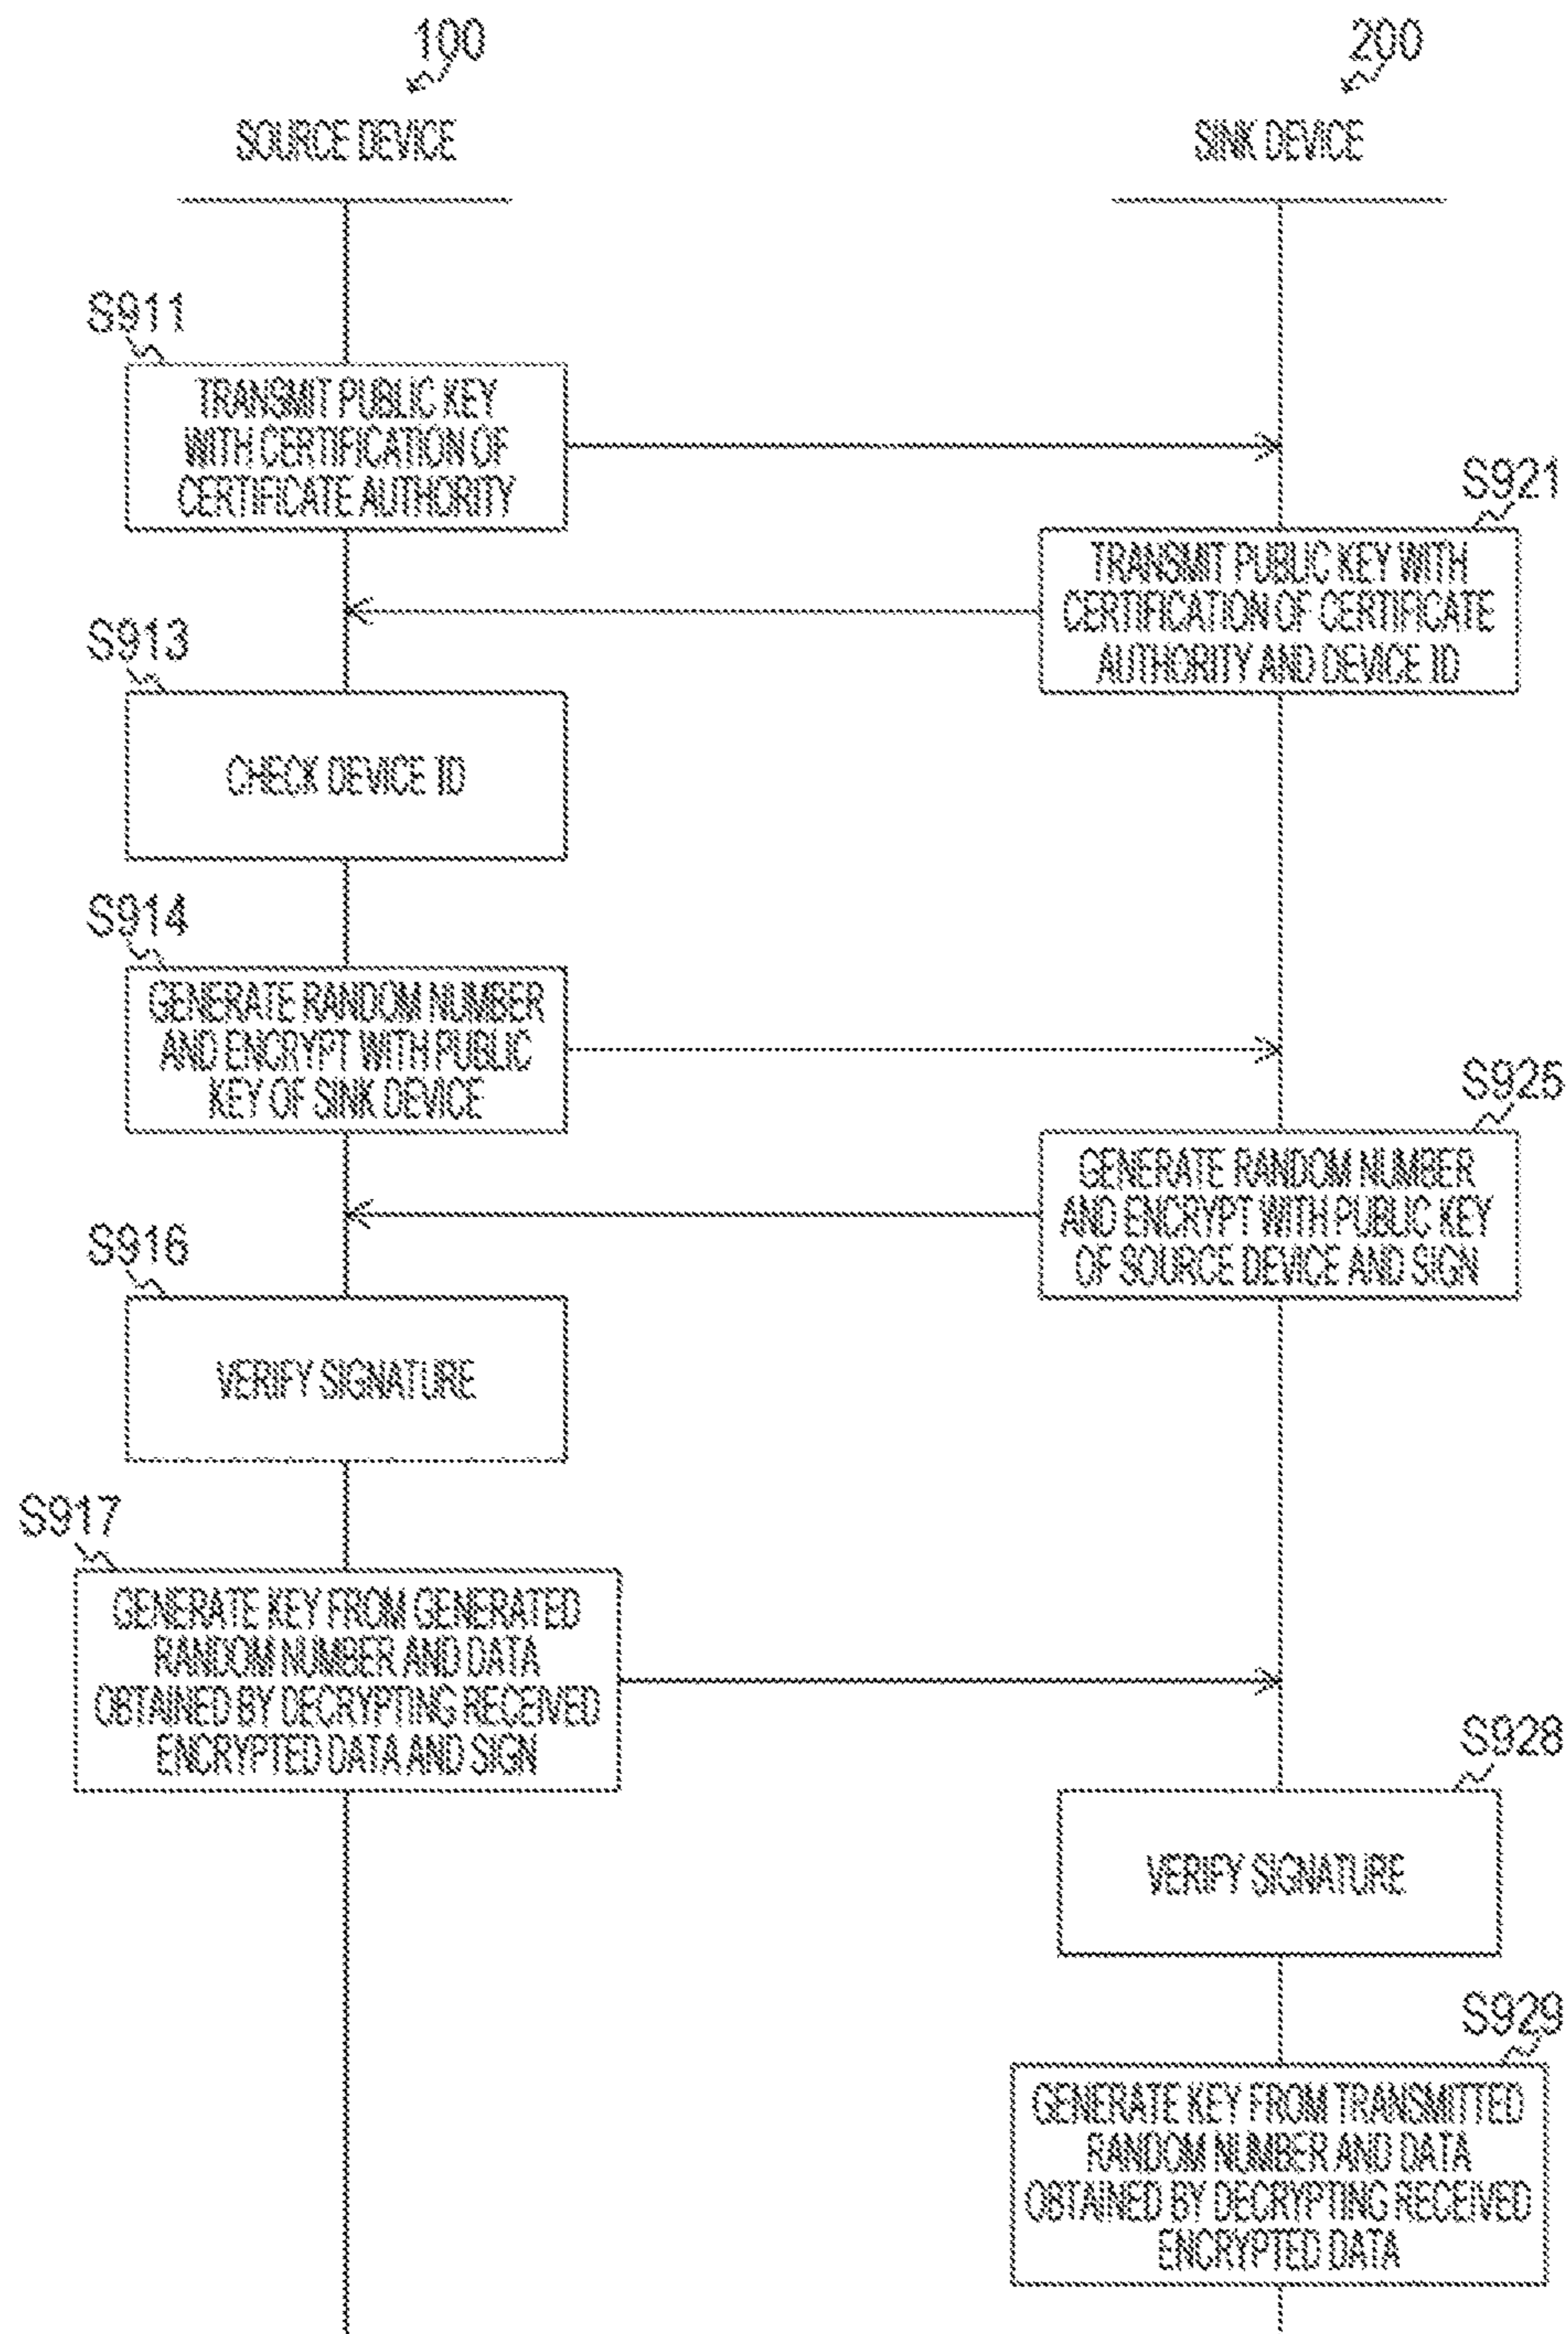 100
200
SOURCE DEVICE
SINK DEVICE
S911
TRANSMIT PUBLIC KEY
WITH CERTIFICATION OF
CERTIFICATE AUTHORITY
S921
TRANSMIT PUBLIC KEY WITH
CERTIFICATION OF CERTIFICATE
AUTHORITY AND DEVICE ID
S913
CHECK DEVICE ID
S914
GENERATE RANDOM NUMBER
AND ENCRYPT WITH PUBLIC
KEY OF SINK DEVICE
S925
GENERATE RANDOM NUMBER
AND ENCRYPT WITH PUBLIC KEY
OF SOURCE DEVICE AND SIGN
S916
VERIFY SIGNATURE
S917
GENERATE KEY FROM GENERATED
RANDOM NUMBER AND DATA
OBTAINED BY DECRYPTING RECEIVED
ENCRYPTED DATA AND SIGN
S928
VERIFY SIGNATURE
S929
GENERATE KEY FROM TRANSMITTED
RANDOM NUMBER AND DATA
OBTAINED BY DECRYPTING RECEIVED
ENCRYPTED DATA